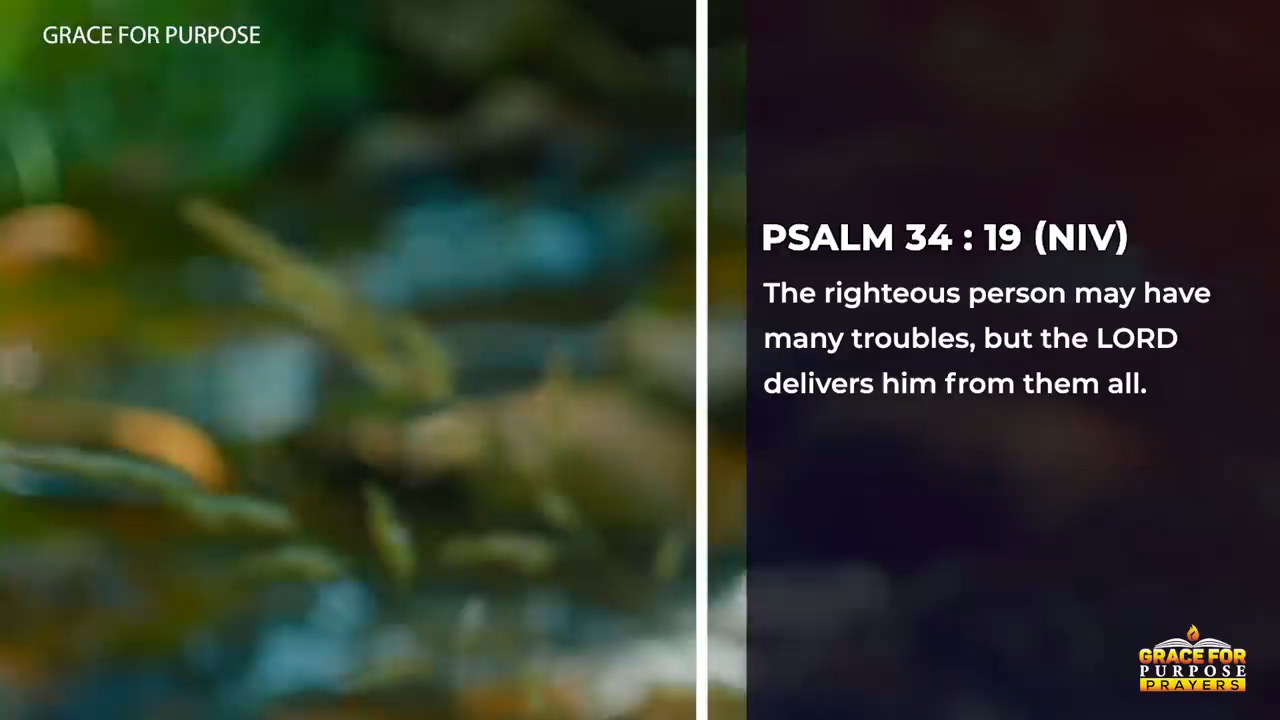 GRACE FOR PURPOSE
PSALM 34 : 19 (NIV)
The righteous person may have
many troubles, but the LORD
delivers him from them all.
GRACE FOR
PURPOSE
PRAYERS